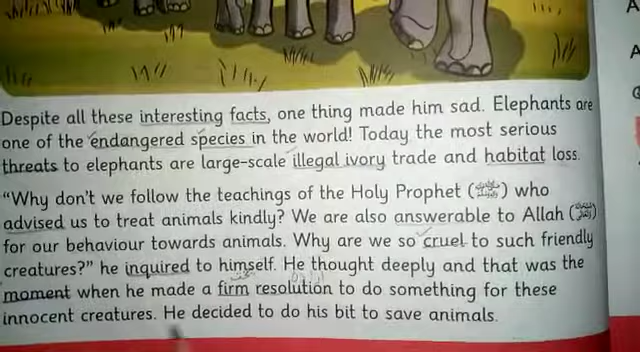 Despite all these interesting facts, one thing made him sad. Elephants are
one of the endangered species in the world! Today the most serious
threats to elephants are large-scale illegal ivory trade and habitat loss.
“Why don't we follow the teachings of the Holy Prophet (ﷺ) who
advised us to treat animals kindly? We are also answerable to Allah
for our behaviour towards animals. Why are we so cruel to such friendly
creatures?” he inquired to himself. He thought deeply and that was the
moment when he made a firm resolution to do something for these
innocent creatures. He decided to do his bit to save animals.